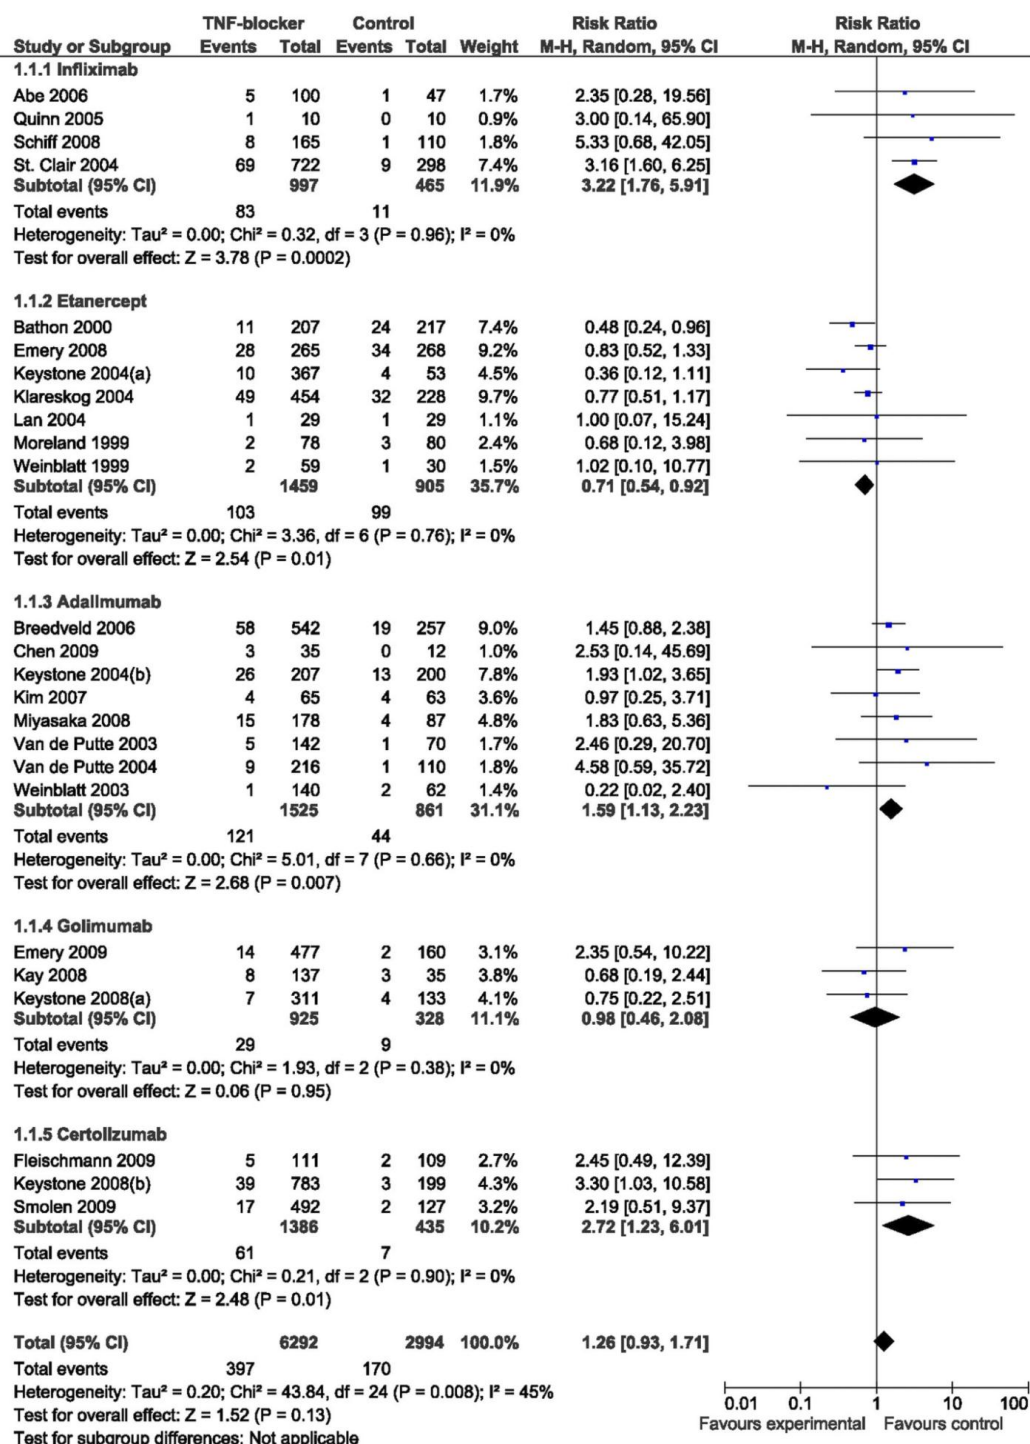 TNF-blocker Control Risk Ratio Risk Ratio
Study or Subgroup Events Total Events Total Weight M-H, Random, 95% CI M-H, Random, 95% CI
1.1.1 Infliximab
Abe 2006 5 100 1 47 1.7% 2.35 [0.28, 19.56]
Quinn 2005 1 10 0 10 0.9% 3.00 [0.14, 65.90]
Schiff 2008 8 165 1 110 1.8% 5.33 [0.68, 42.05]
St. Clair 2004 69 722 9 298 7.4% 3.16 [1.60, 6.25]
Subtotal (95% CI) 997 465 11.9% 3.22 [1.76, 5.91]
Total events 83 11
Heterogeneity: Tau² = 0.00; Chi² = 0.32, df = 3 (P = 0.96); I² = 0%
Test for overall effect: Z = 3.78 (P = 0.0002)
1.1.2 Etanercept
Bathon 2000 11 207 24 217 7.4% 0.48 [0.24, 0.96]
Emery 2008 28 265 34 268 9.2% 0.83 [0.52, 1.33]
Keystone 2004(a) 10 367 4 53 4.5% 0.36 [0.12, 1.11]
Klareskog 2004 49 454 32 228 9.7% 0.77 [0.51, 1.17]
Lan 2004 1 29 1 29 1.1% 1.00 [0.07, 15.24]
Moreland 1999 2 78 3 80 2.4% 0.68 [0.12, 3.98]
Weinblatt 1999 2 59 1 30 1.5% 1.02 [0.10, 10.77]
Subtotal (95% CI) 1459 905 35.7% 0.71 [0.54, 0.92]
Total events 103 99
Heterogeneity: Tau² = 0.00; Chi² = 3.36, df = 6 (P = 0.76); I² = 0%
Test for overall effect: Z = 2.54 (P = 0.01)
1.1.3 Adalimumab
Breedveld 2006 58 542 19 257 9.0% 1.45 [0.88, 2.38]
Chen 2009 3 35 0 12 1.0% 2.53 [0.14, 45.69]
Keystone 2004(b) 26 207 13 200 7.8% 1.93 [1.02, 3.65]
Kim 2007 4 65 4 63 3.6% 0.97 [0.25, 3.71]
Miyasaka 2008 15 178 4 87 4.8% 1.83 [0.63, 5.36]
Van de Putte 2003 5 142 1 70 1.7% 2.46 [0.29, 20.70]
Van de Putte 2004 9 216 1 110 1.8% 4.58 [0.59, 35.72]
Weinblatt 2003 1 140 2 62 1.4% 0.22 [0.02, 2.40]
Subtotal (95% CI) 1525 861 31.1% 1.59 [1.13, 2.23]
Total events 121 44
Heterogeneity: Tau² = 0.00; Chi² = 5.01, df = 7 (P = 0.66); I² = 0%
Test for overall effect: Z = 2.68 (P = 0.007)
1.1.4 Golimumab
Emery 2009 14 477 2 160 3.1% 2.35 [0.54, 10.22]
Kay 2008 8 137 3 35 3.8% 0.68 [0.19, 2.44]
Keystone 2008(a) 7 311 4 133 4.1% 0.75 [0.22, 2.51]
Subtotal (95% CI) 925 328 11.1% 0.98 [0.46, 2.08]
Total events 29 9
Heterogeneity: Tau² = 0.00; Chi² = 1.93, df = 2 (P = 0.38); I² = 0%
Test for overall effect: Z = 0.06 (P = 0.95)
1.1.5 Certolizumab
Fleischmann 2009 5 111 2 109 2.7% 2.45 [0.49, 12.39]
Keystone 2008(b) 39 783 3 199 4.3% 3.30 [1.03, 10.58]
Smolen 2009 17 492 2 127 3.2% 2.19 [0.51, 9.37]
Subtotal (95% CI) 1386 435 10.2% 2.72 [1.23, 6.01]
Total events 61 7
Heterogeneity: Tau² = 0.00; Chi² = 0.21, df = 2 (P = 0.90); I² = 0%
Test for overall effect: Z = 2.48 (P = 0.01)
Total (95% CI) 6292 2994 100.0% 1.26 [0.93, 1.71]
Total events 397 170
Heterogeneity: Tau² = 0.20; Chi² = 43.84, df = 24 (P = 0.008); I² = 45%
Test for overall effect: Z = 1.52 (P = 0.13)
Test for subgroup differences: Not applicable
0.01 0.1 1 10 100
Favours experimental Favours control